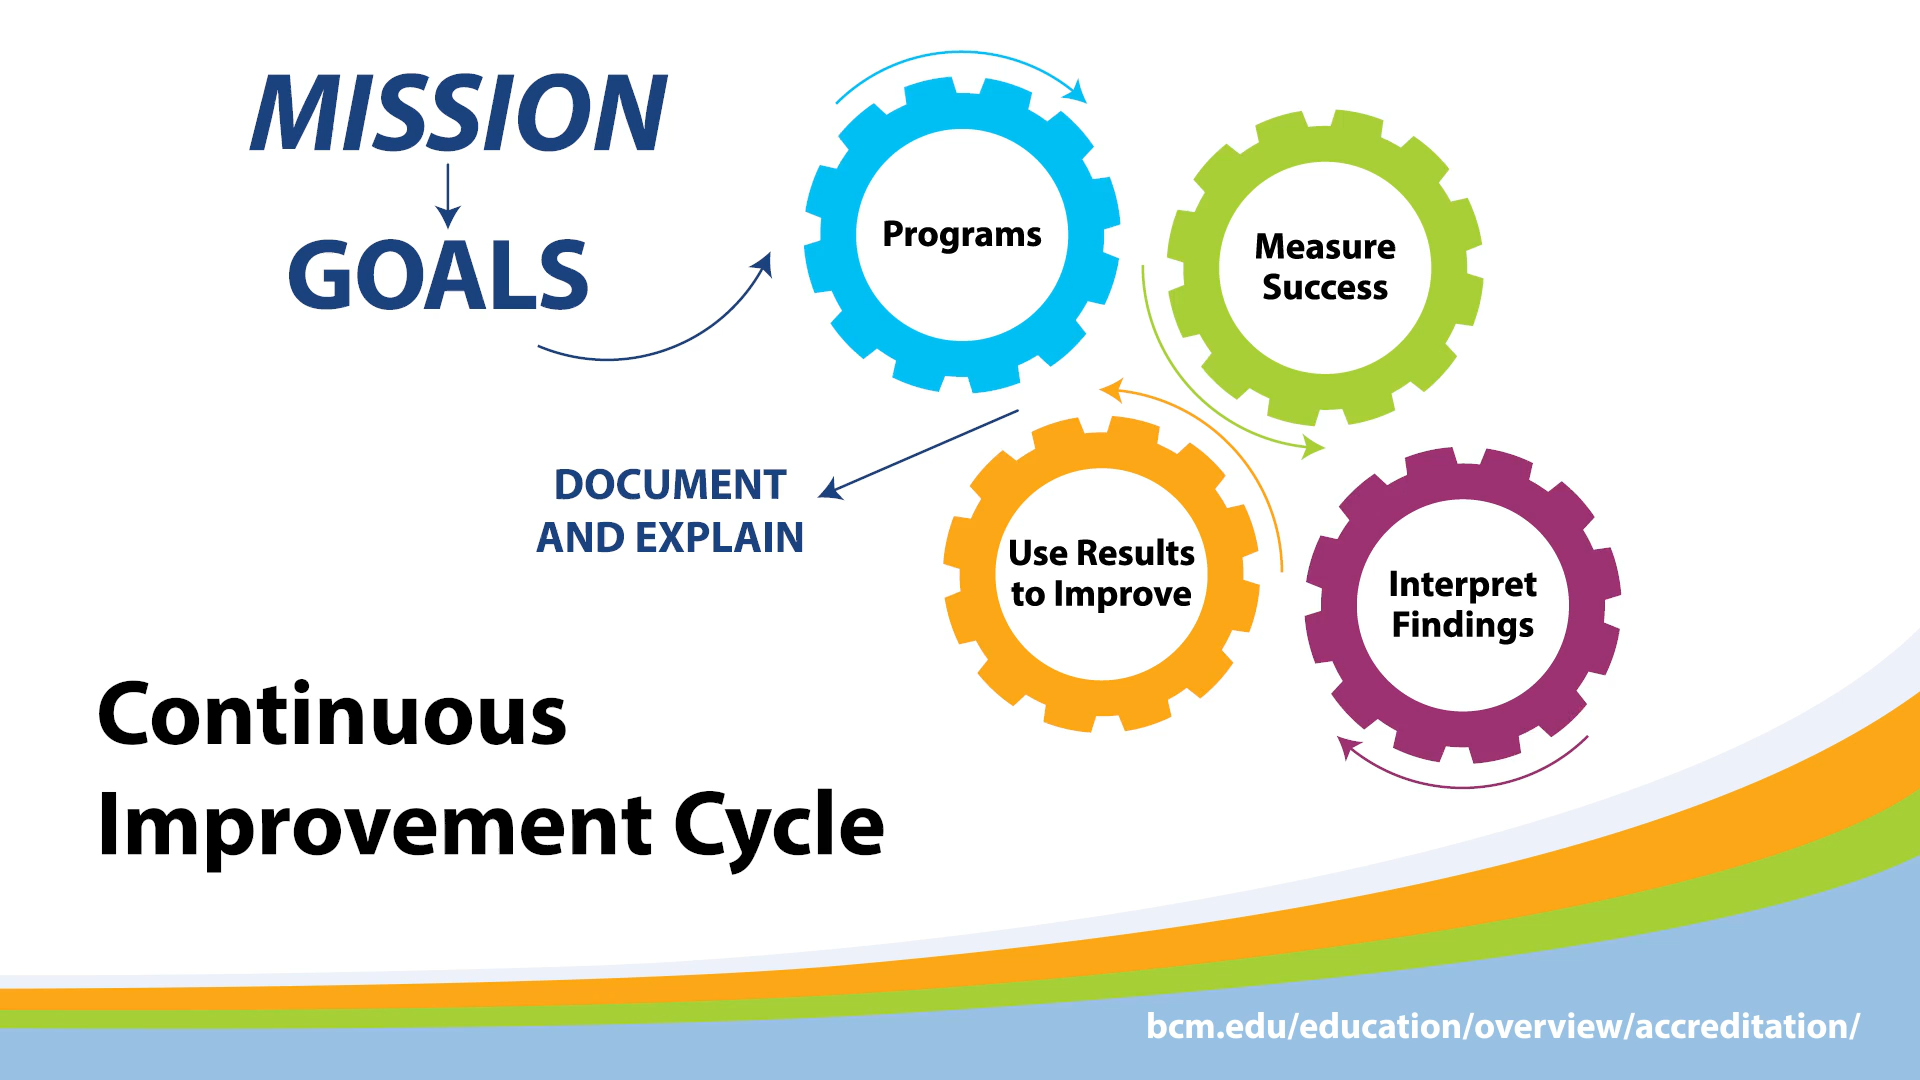 MISSION
GOALS
Programs
Measure
Success
DOCUMENT
AND EXPLAIN
Use Results
to Improve
Interpret
Findings
Continuous
Improvement Cycle
bcm.edu/education/overview/accreditation/